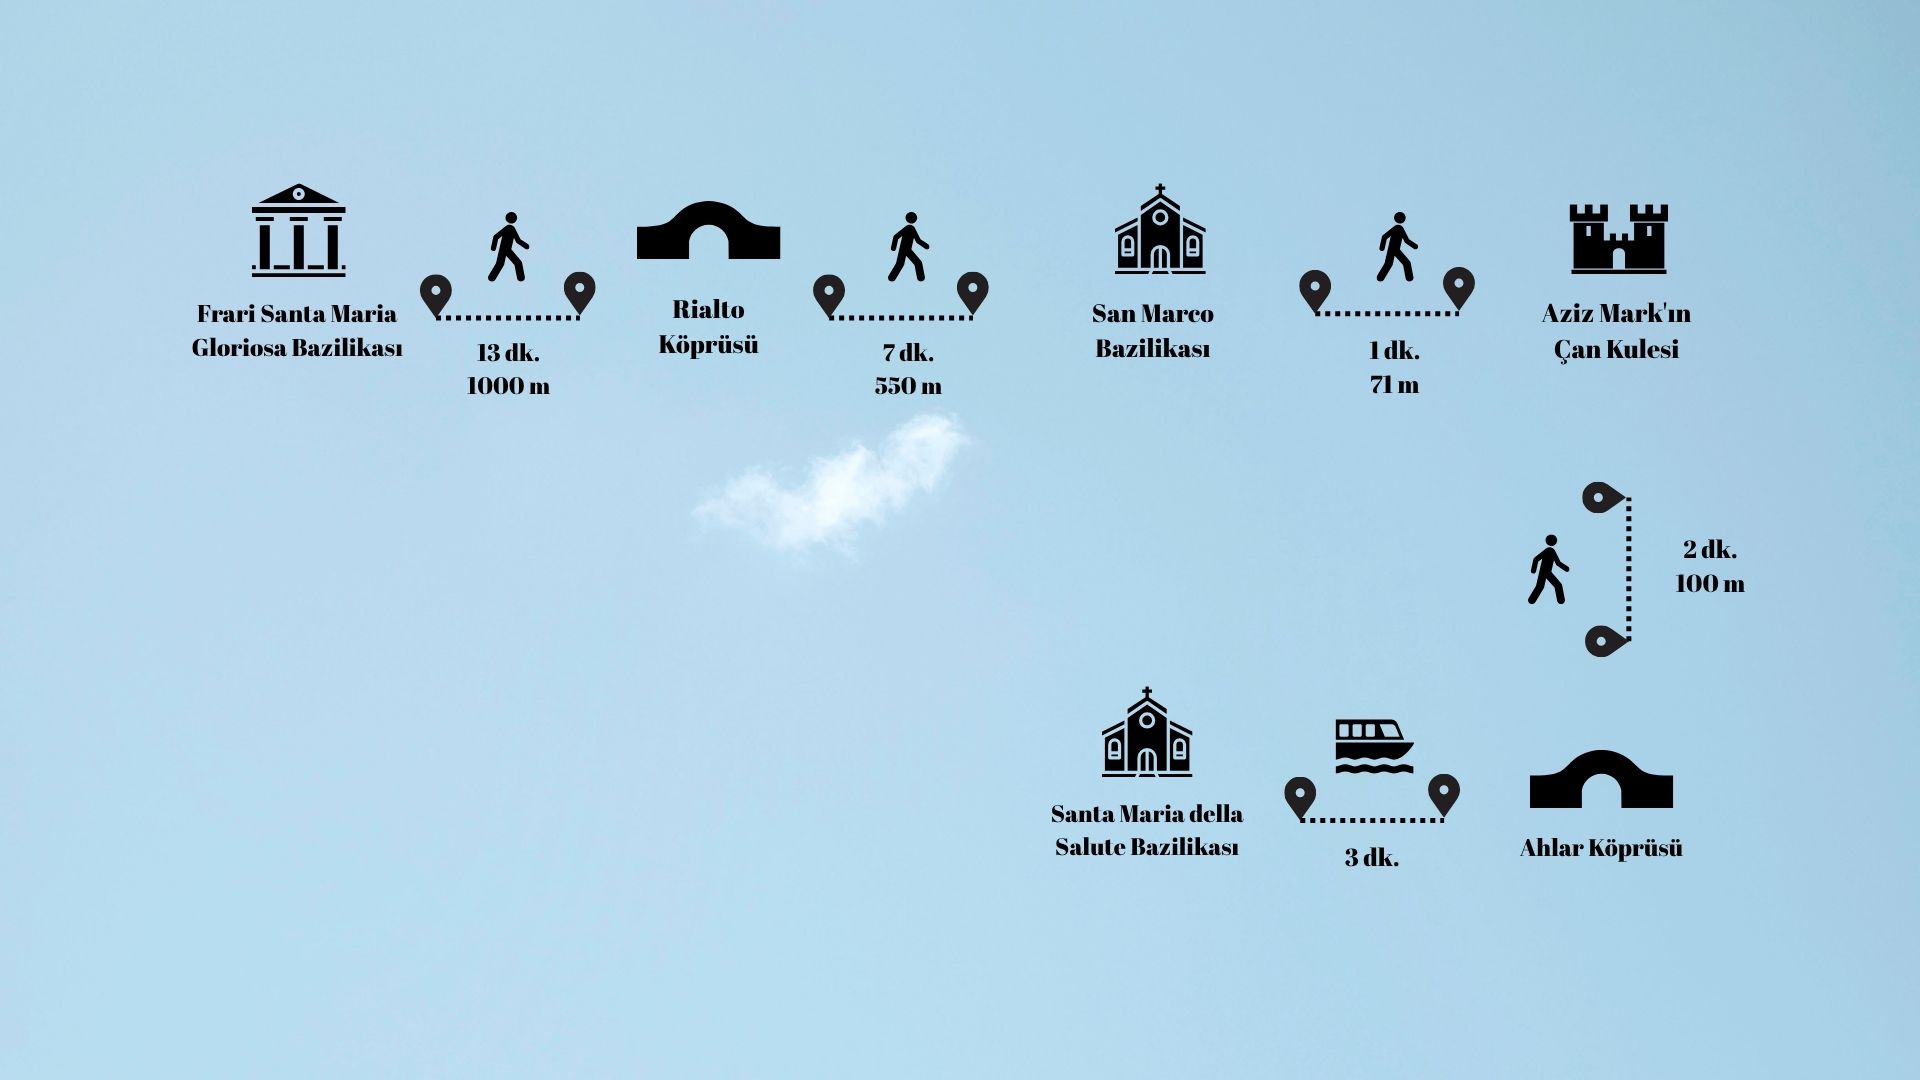 Frari Santa Maria
Gloriosa Bazilikası
13 dk.
1000 m
Rialto
Köprüsü
7 dk.
550 m
San Marco
Bazilikası
1 dk.
71 m
Aziz Mark'ın
Çan Kulesi
2 dk.
100 m
Ahlar Köprüsü
3 dk.
Santa Maria della
Salute Bazilikası